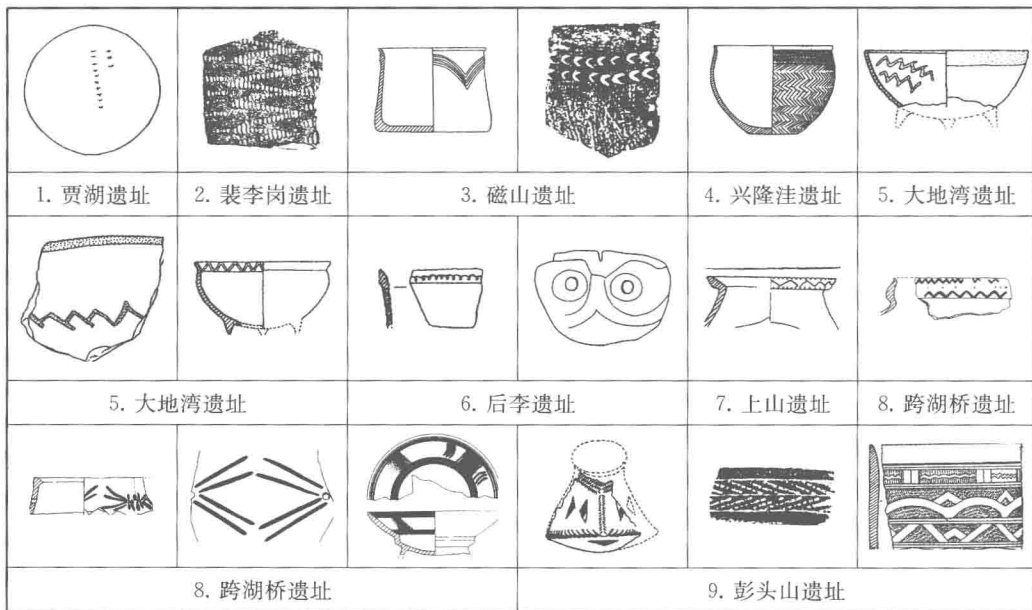 1. 贾湖遗址 2. 裴李岗遗址 3. 磁山遗址 4. 兴隆洼遗址 5. 大地湾遗址
5. 大地湾遗址 6. 后李遗址 7. 上山遗址 8. 跨湖桥遗址
8. 跨湖桥遗址 9. 彭头山遗址